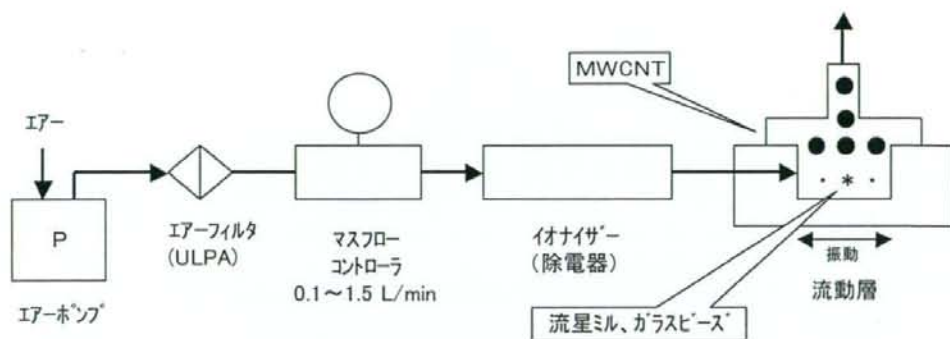 エアー
P
エアーポンプ
エアーフィルタ
(ULPA)
マスフロー
コントローラ
0.1～1.5 L/min
イオナイザー
(除電器)
MWCNT
振動
流動層
流星ミル、ガラスビーズ